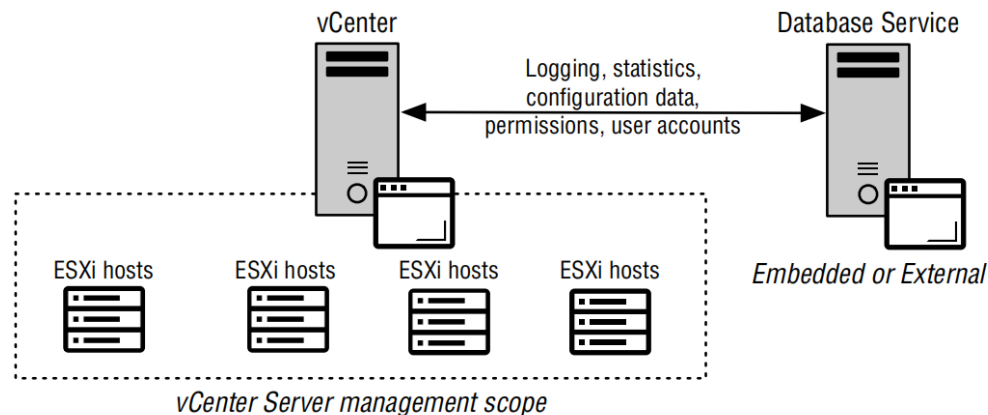 vCenter
Database Service
Logging, statistics,
configuration data,
permissions, user accounts
ESXi hosts
ESXi hosts
ESXi hosts
ESXi hosts
Embedded or External
vCenter Server management scope